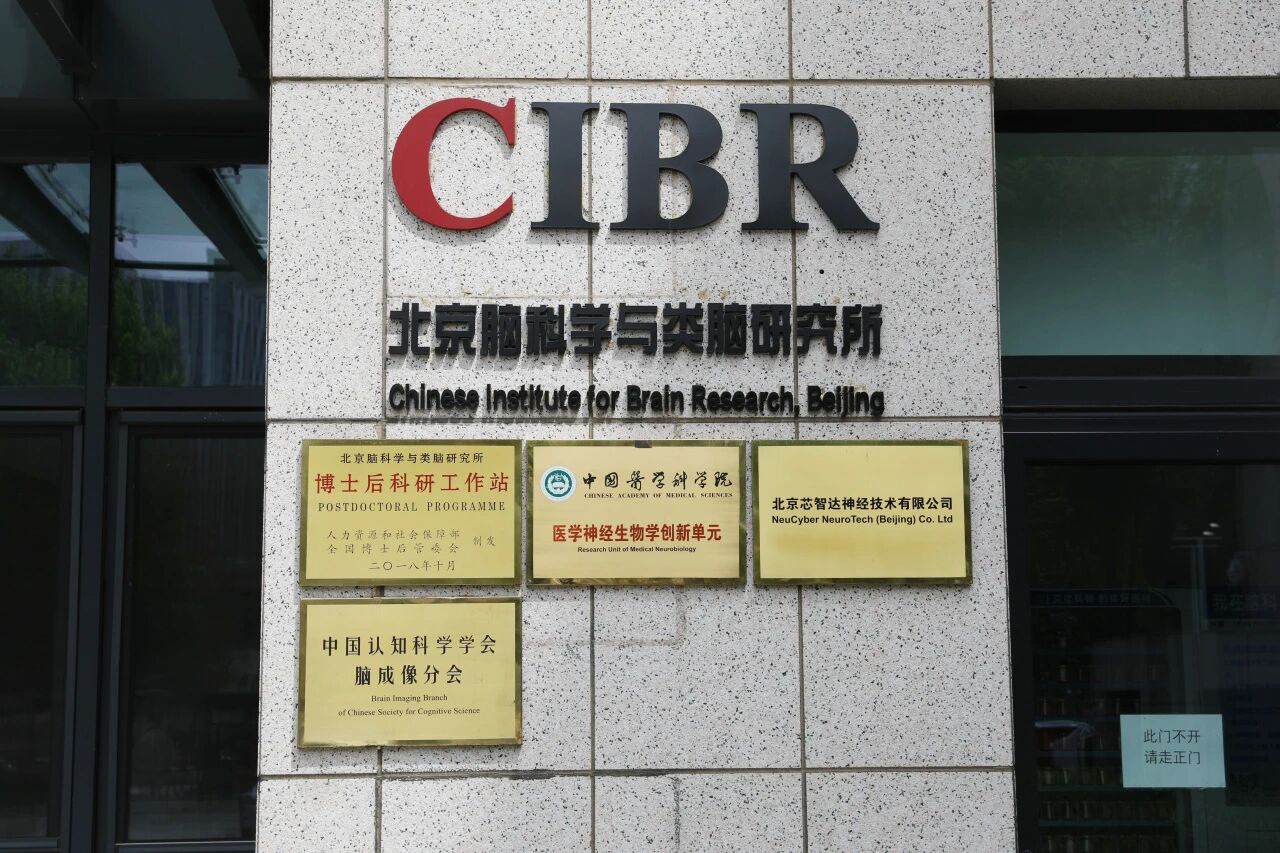 CIBR
北京脑科学与类脑研究所
Chinese Institute for Brain Research, Beijing
北京脑科学与类脑研究所
博士后科研工作站
POSTDOCTORAL PROGRAMME
人力资源和社会保障部
全国博士后管委会
制发
二〇一八年十月
中国医学科学院
CHINESE ACADEMY OF MEDICAL SCIENCES
医学神经生物学创新单元
Research Unit of Medical Neurobiology
北京芯智达神经技术有限公司
NeuCyber NeuroTech (Beijing) Co. Ltd
中国认知科学学会
脑成像分会
Brain Imaging Branch
of Chinese Society for Cognitive Science
我在脑科
此门不开
请走正门